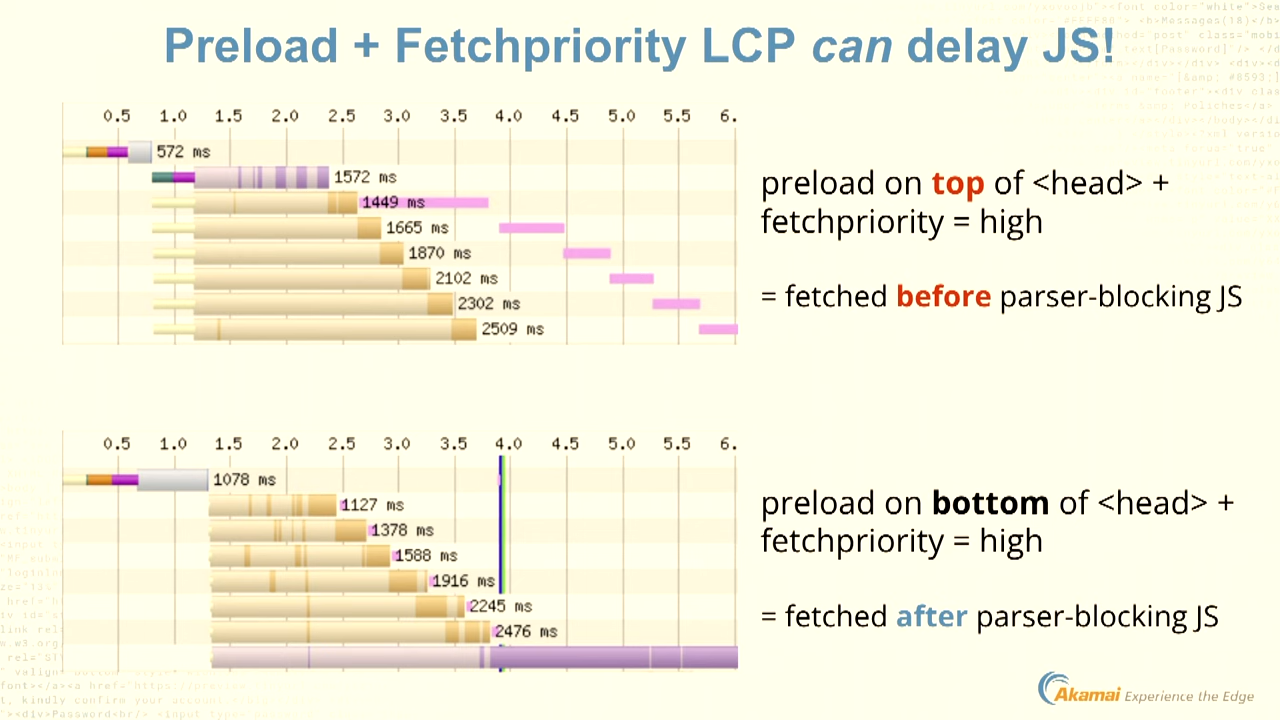 Preload + Fetchpriority LCP can delay JS!
0.5 1.0 1.5 2.0 2.5 3.0 3.5 4.0 4.5 5.0 5.5 6.
572 ms
1572 ms
1449 ms
1665 ms
1870 ms
2102 ms
2302 ms
2509 ms
preload on top of <head> +
fetchpriority = high
= fetched before parser-blocking JS
0.5 1.0 1.5 2.0 2.5 3.0 3.5 4.0 4.5 5.0 5.5 6.
1078 ms
1127 ms
1378 ms
1588 ms
1916 ms
2245 ms
2476 ms
preload on bottom of <head> +
fetchpriority = high
= fetched after parser-blocking JS
Akamai Experience the Edge